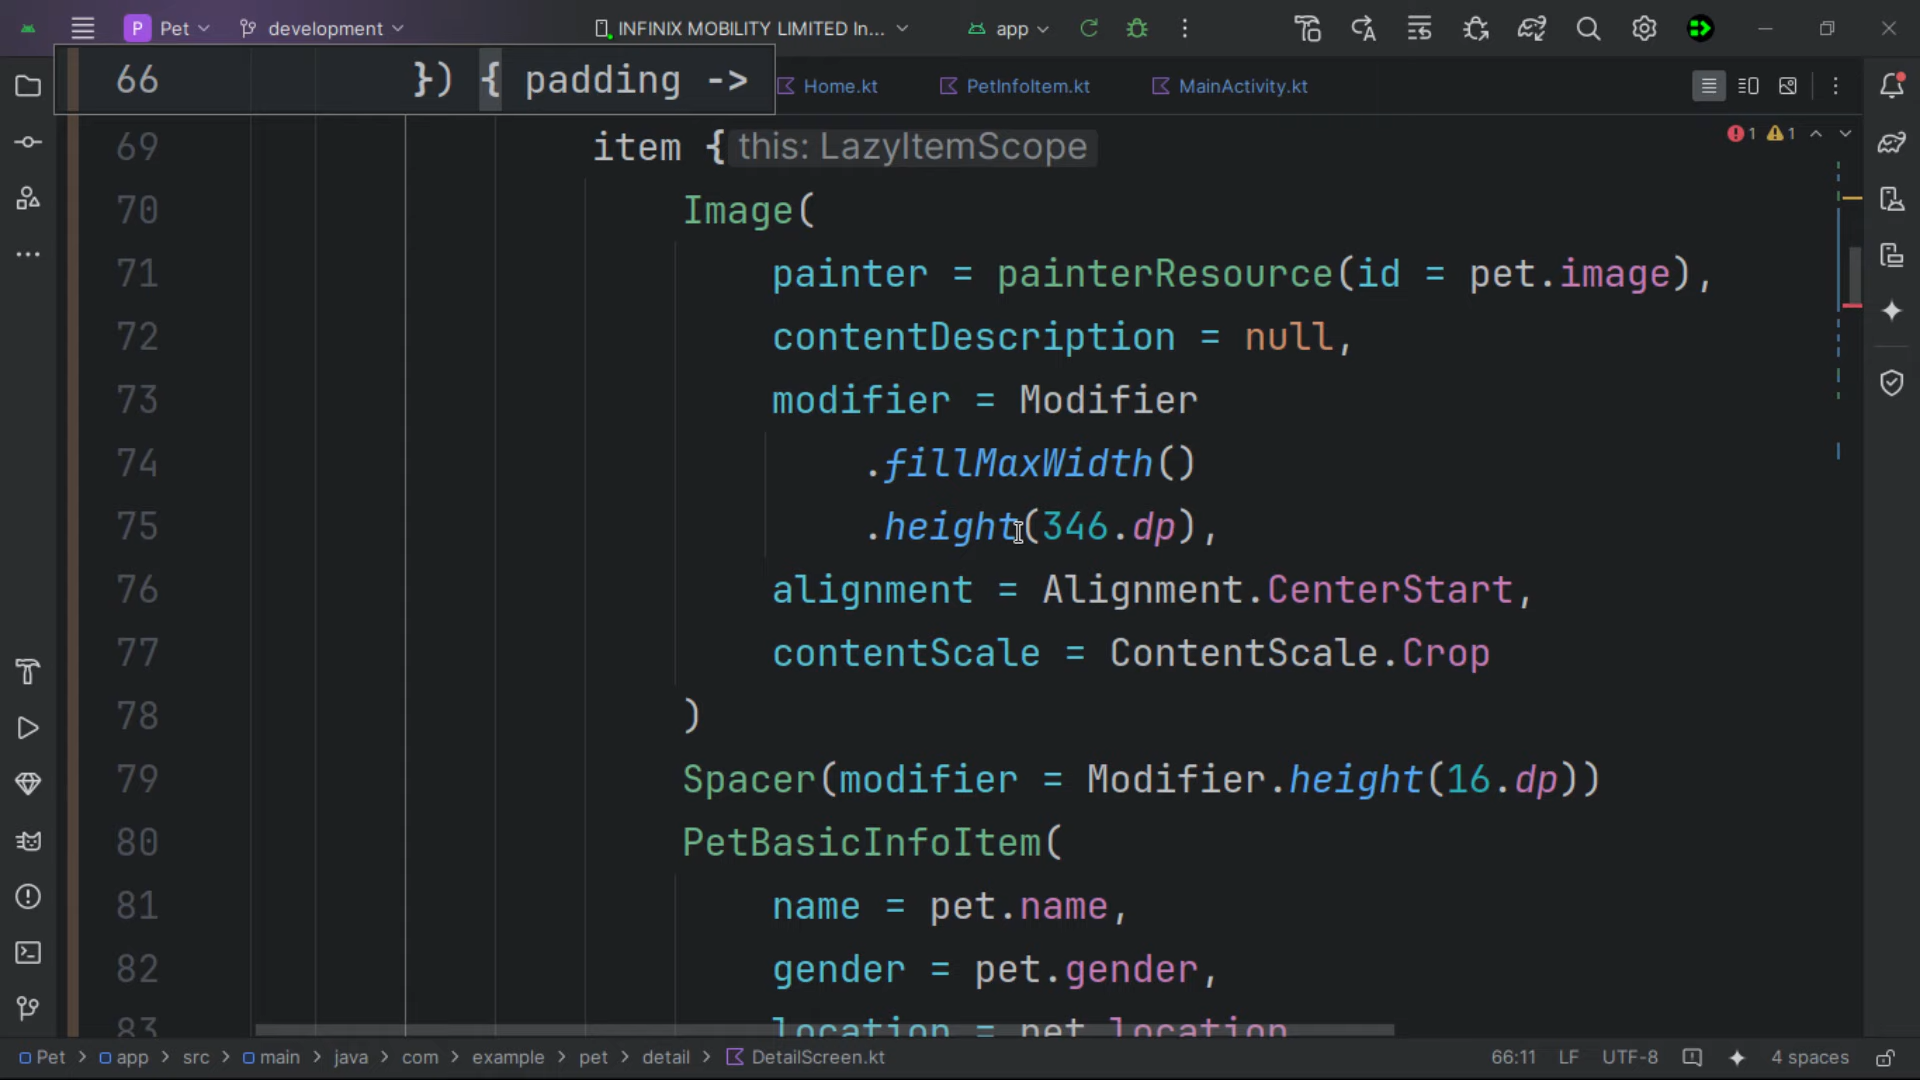 P Pet development INFINIX MOBILITY LIMITED In... app
66 }) { padding ->
Home.kt PetInfoItem.kt MainActivity.kt
69 item { this: LazyItemScope
1 1
70 Image(
71 painter = painterResource(id = pet.image),
72 contentDescription = null,
73 modifier = Modifier
74 .fillMaxWidth()
75 .height(346.dp),
76 alignment = Alignment.CenterStart,
77 contentScale = ContentScale.Crop
78 )
79 Spacer(modifier = Modifier.height(16.dp))
80 PetBasicInfoItem(
81 name = pet.name,
82 gender = pet.gender,
83 location = pet.location
Pet > app > src > main > java > com > example > pet > detail > DetailScreen.kt 66:11 LF UTF-8 4 spaces